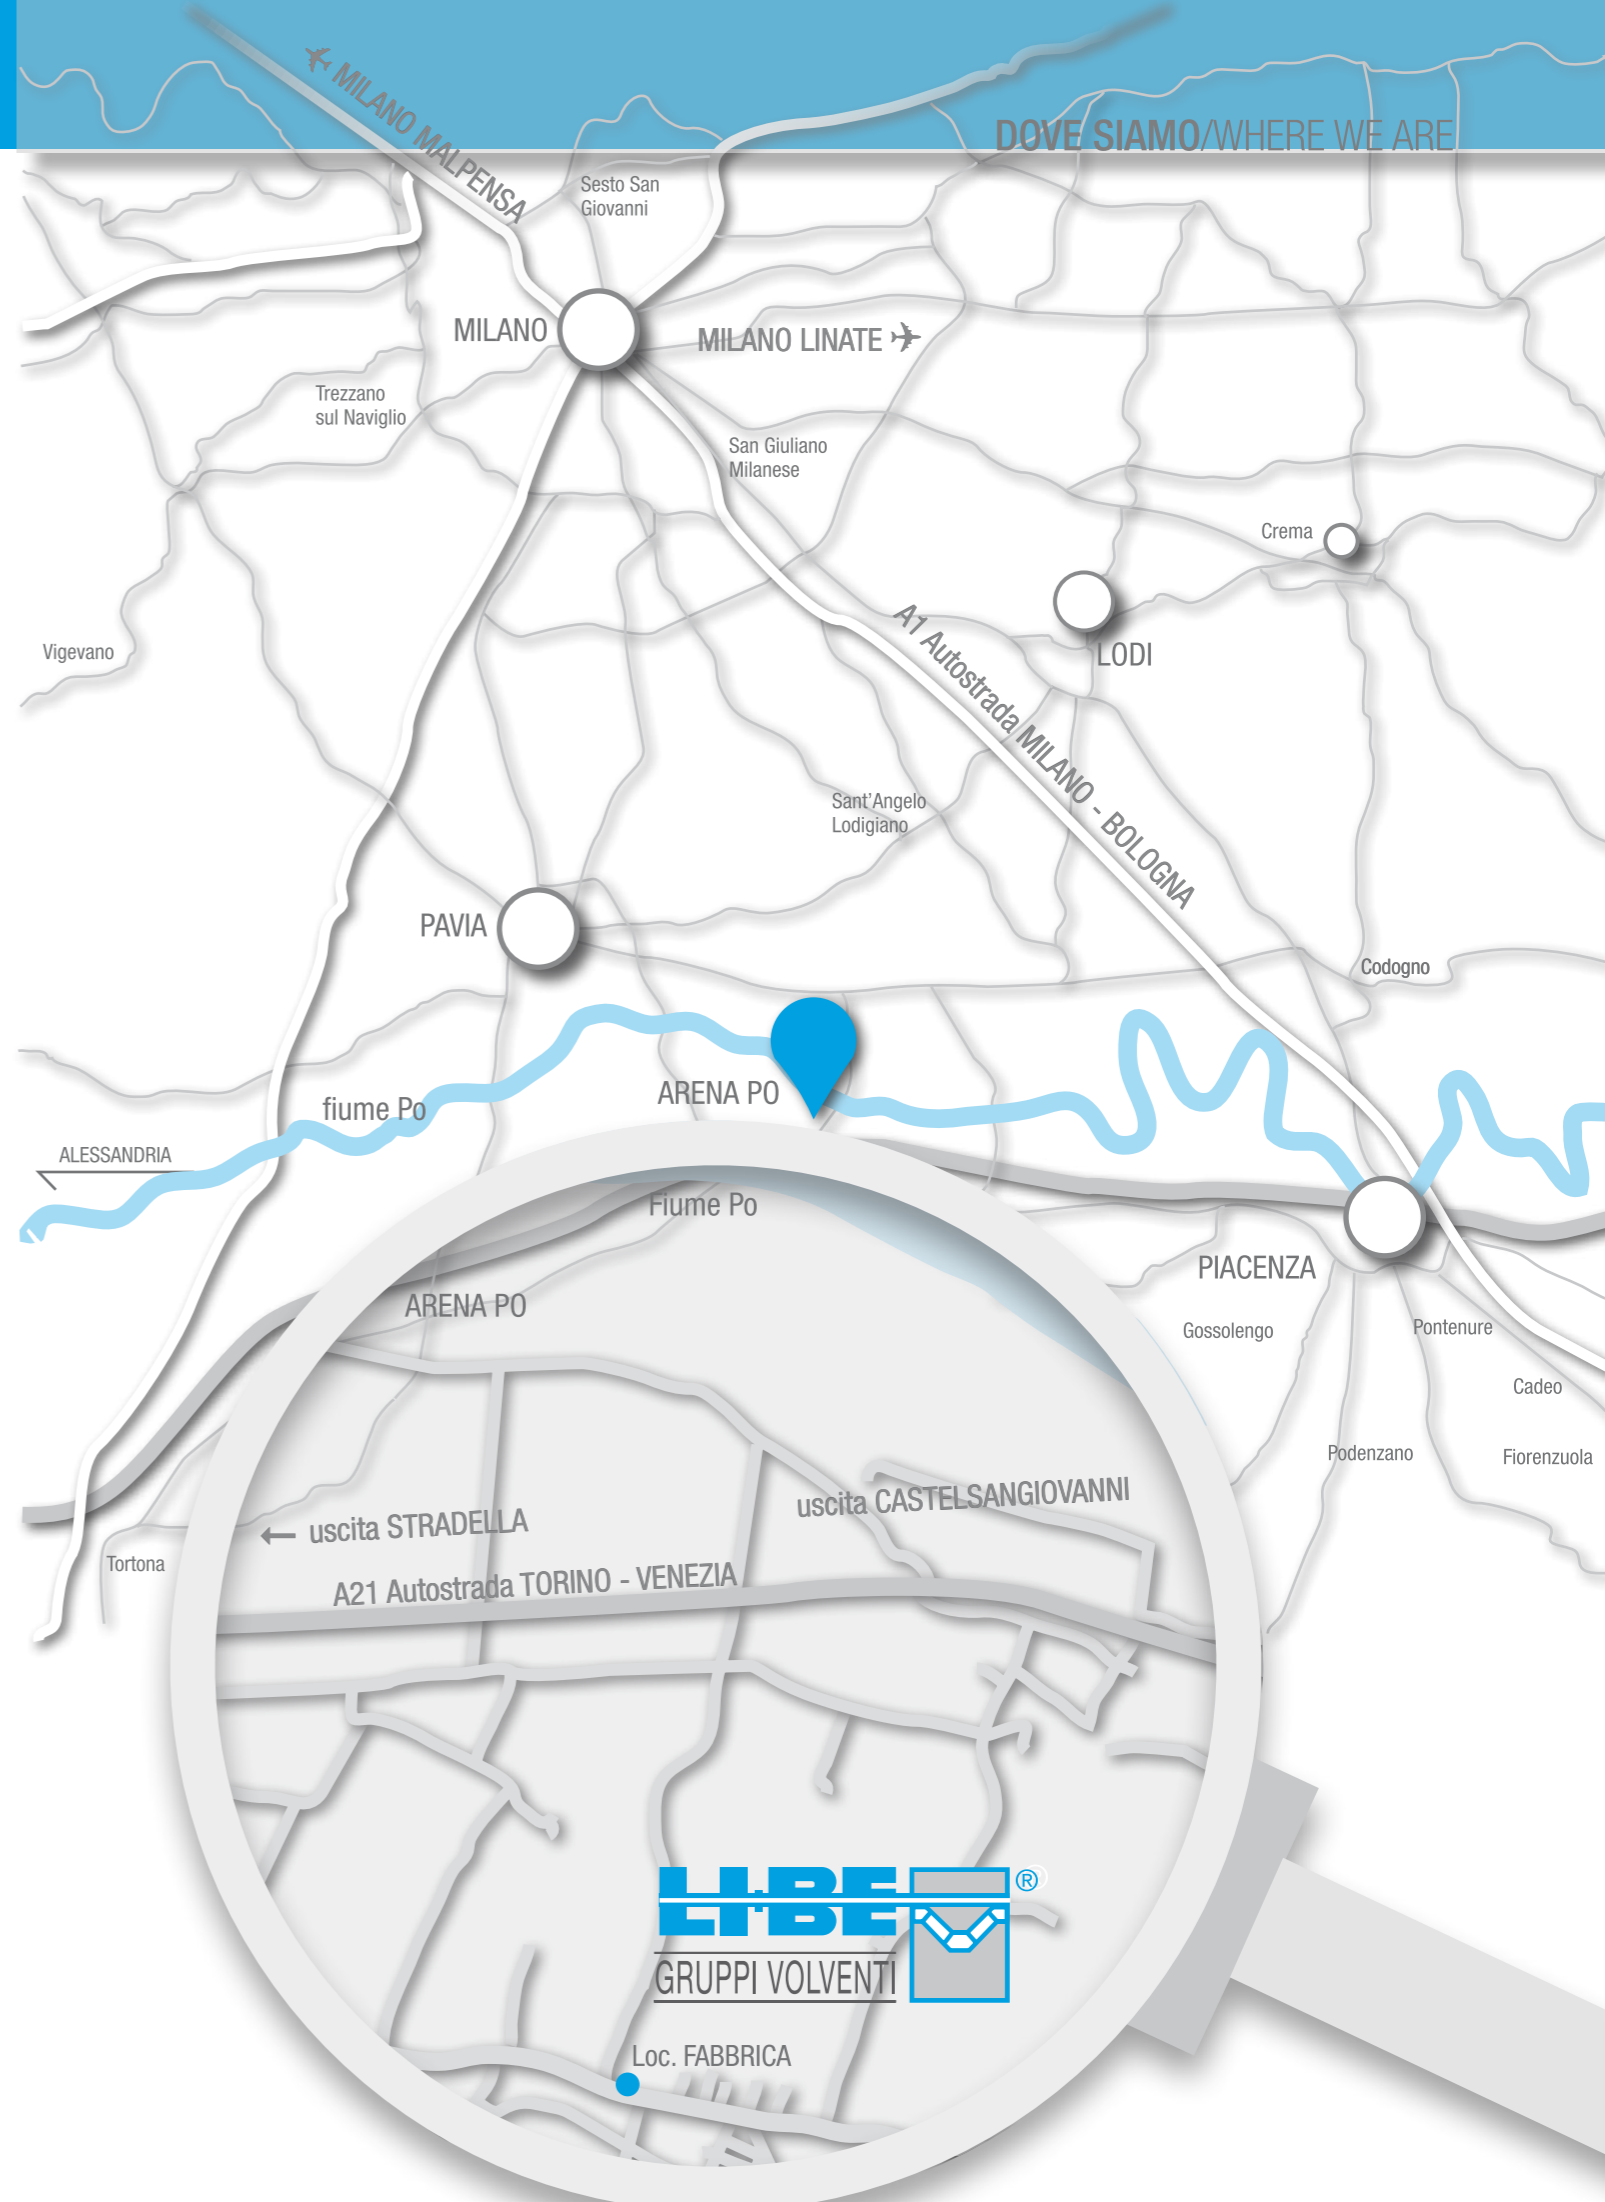 MILANO MALPENSA
DOVE SIAMO/WHERE WE ARE
Sesto San
Giovanni
MILANO
MILANO LINATE
Trezzano
sul Naviglio
San Giuliano
Milanese
Crema
A1 Autostrada MILANO - BOLOGNA
LODI
Vigevano
Sant'Angelo
Lodigiano
PAVIA
Codogno
ARENA PO
fiume Po
ALESSANDRIA
Fiume Po
PIACENZA
ARENA PO
Gossolengo
Pontenure
Cadeo
Podenzano
Fiorenzuola
uscita CASTELSANGIOVANNI
uscita STRADELLA
Tortona
A21 Autostrada TORINO - VENEZIA
LI-BE ®
GRUPPI VOLVENTI
Loc. FABBRICA